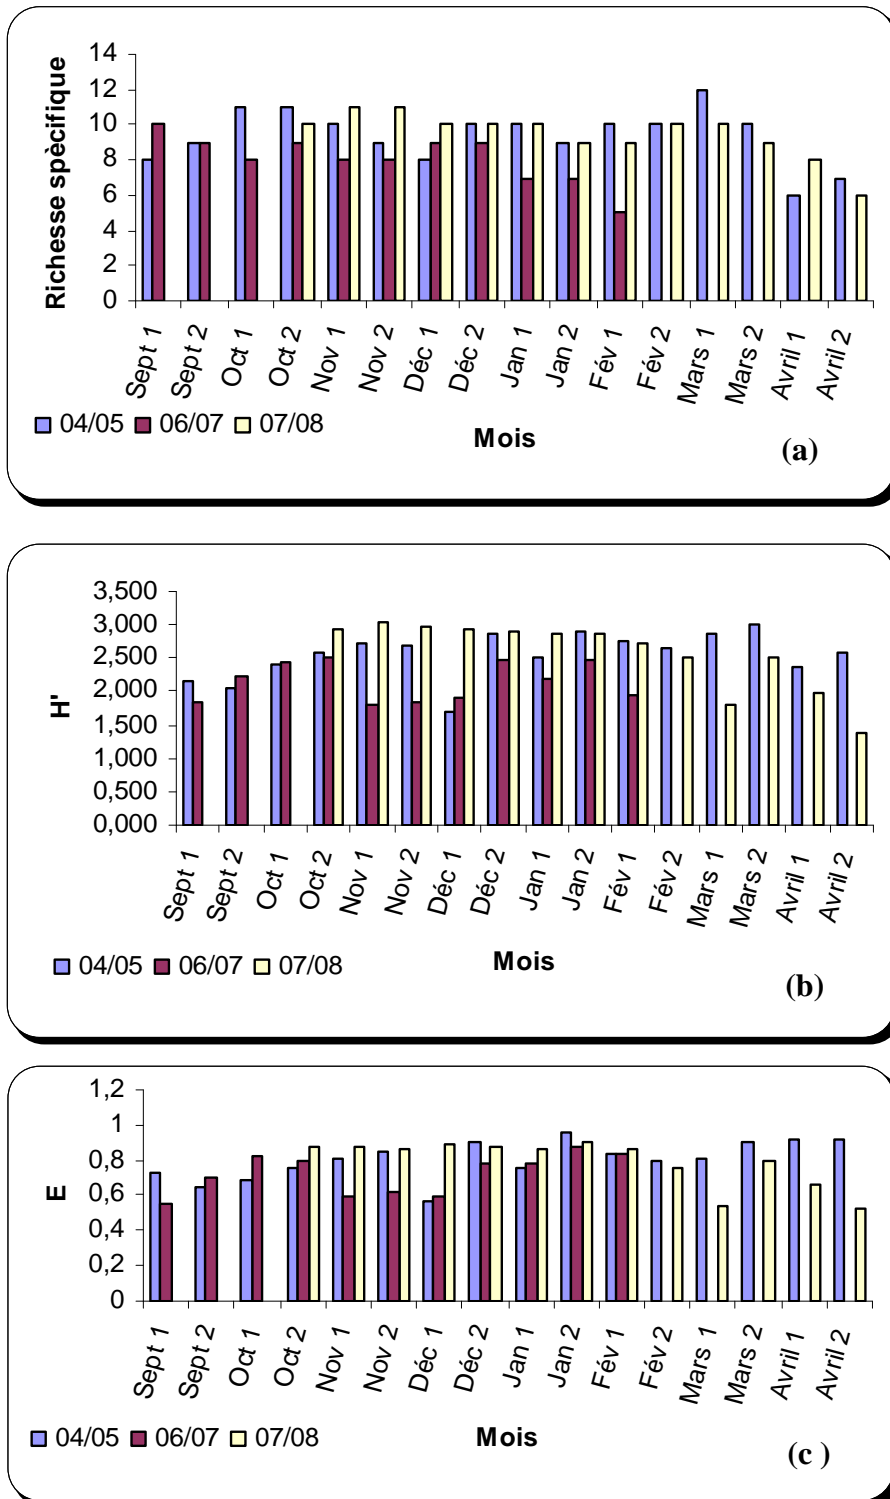 14
12
10
8
6
4
2
0
Richesse spècifique
Sept 1 Sept 2 Oct 1 Oct 2 Nov 1 Nov 2 Déc 1 Déc 2 Jan 1 Jan 2 Fév 1 Fév 2 Mars 1 Mars 2 Avril 1 Avril 2
04/05 06/07 07/08
Mois
(a)
3,500
3,000
2,500
2,000
1,500
1,000
0,500
0,000
H'
Sept 1 Sept 2 Oct 1 Oct 2 Nov 1 Nov 2 Déc 1 Déc 2 Jan 1 Jan 2 Fév 1 Fév 2 Mars 1 Mars 2 Avril 1 Avril 2
04/05 06/07 07/08
Mois
(b)
1,2
1
0,8
0,6
0,4
0,2
0
E
Sept 1 Sept 2 Oct 1 Oct 2 Nov 1 Nov 2 Déc 1 Déc 2 Jan 1 Jan 2 Fév 1 Fév 2 Mars 1 Mars 2 Avril 1 Avril 2
04/05 06/07 07/08
Mois
(c )